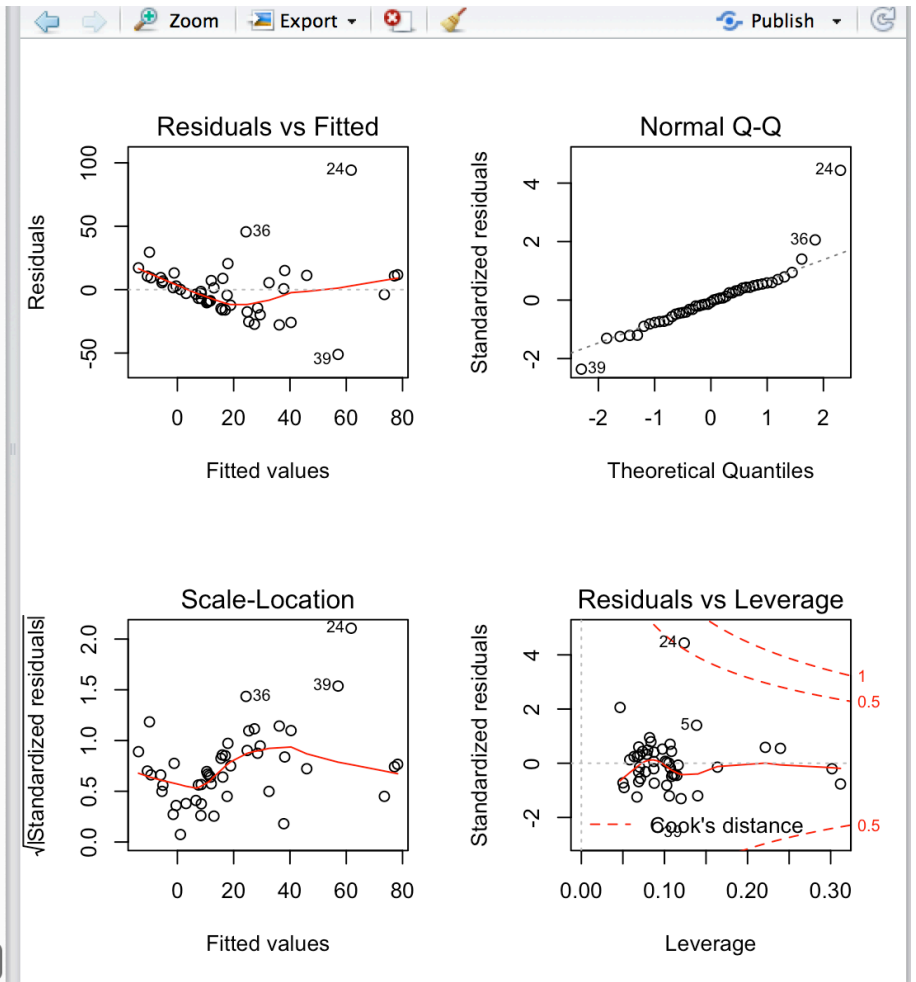 Zoom Export Publish
Residuals vs Fitted
Residuals
100
50
0
-50
24
36
39
0 20 40 60 80
Fitted values
Normal Q-Q
Standardized residuals
4
2
0
-2
24
36
39
-2 -1 0 1 2
Theoretical Quantiles
Scale-Location
√|Standardized residuals|
2.0
1.5
1.0
0.5
0.0
24
39
36
0 20 40 60 80
Fitted values
Residuals vs Leverage
Standardized residuals
4
2
0
-2
24
5
39
1
0.5
0.5
Cook's distance
0.00 0.10 0.20 0.30
Leverage